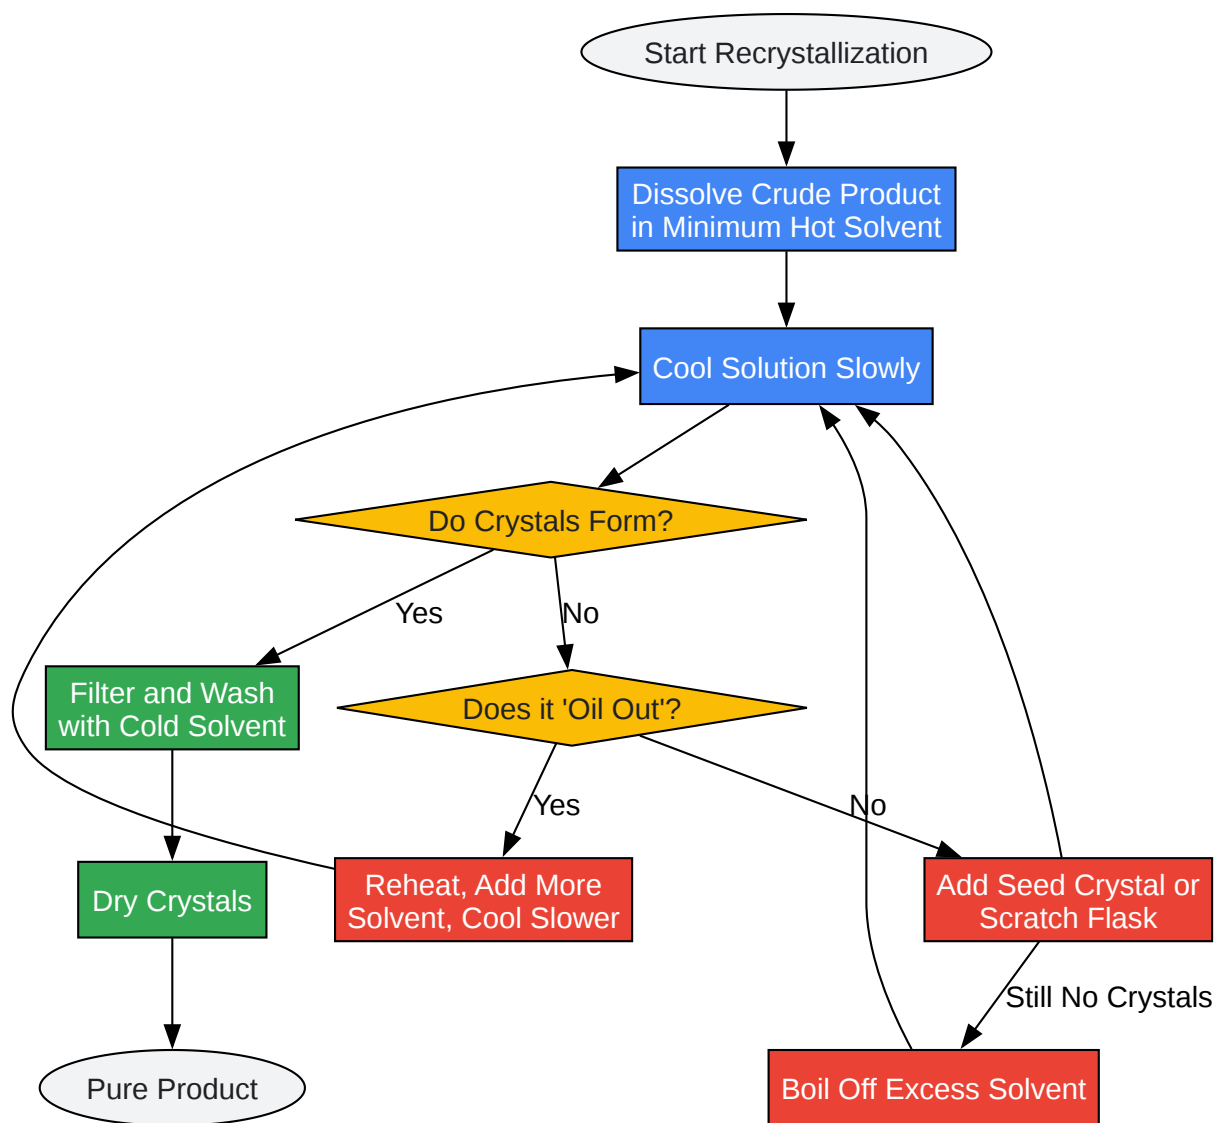 Start Recrystallization
Dissolve Crude Product
in Minimum Hot Solvent
Cool Solution Slowly
Do Crystals Form?
Yes
No
Filter and Wash
with Cold Solvent
Does it 'Oil Out'?
Yes
No
Dry Crystals
Reheat, Add More
Solvent, Cool Slower
Add Seed Crystal or
Scratch Flask
Still No Crystals
Pure Product
Boil Off Excess Solvent